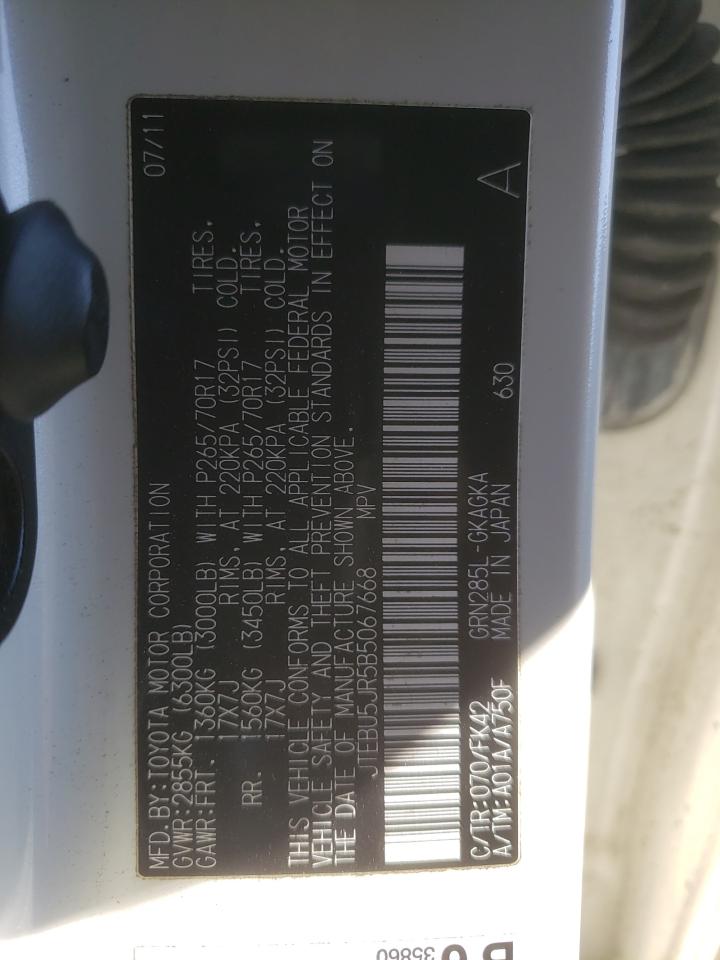 MFD.BY:TOYOTA MOTOR CORPORATION 07/11
GVWR:2855KG (6300LB)
GAWR:FRT. 1360KG (3000LB) WITH P265/70R17 TIRES,
17X7J RIMS, AT 220KPA (32PSI) COLD.
RR. 1560KG (3450LB) WITH P265/70R17 TIRES,
17X7J RIMS, AT 220KPA (32PSI) COLD.
THIS VEHICLE CONFORMS TO ALL APPLICABLE FEDERAL MOTOR
VEHICLE SAFETY AND THEFT PREVENTION STANDARDS IN EFFECT ON
THE DATE OF MANUFACTURE SHOWN ABOVE.
JTEBU5JR5B5067668 MPV
C/TR:070/FK42 GRN285L-GKAGKA
A/TM:A01A/A750F MADE IN JAPAN 630 A
35860